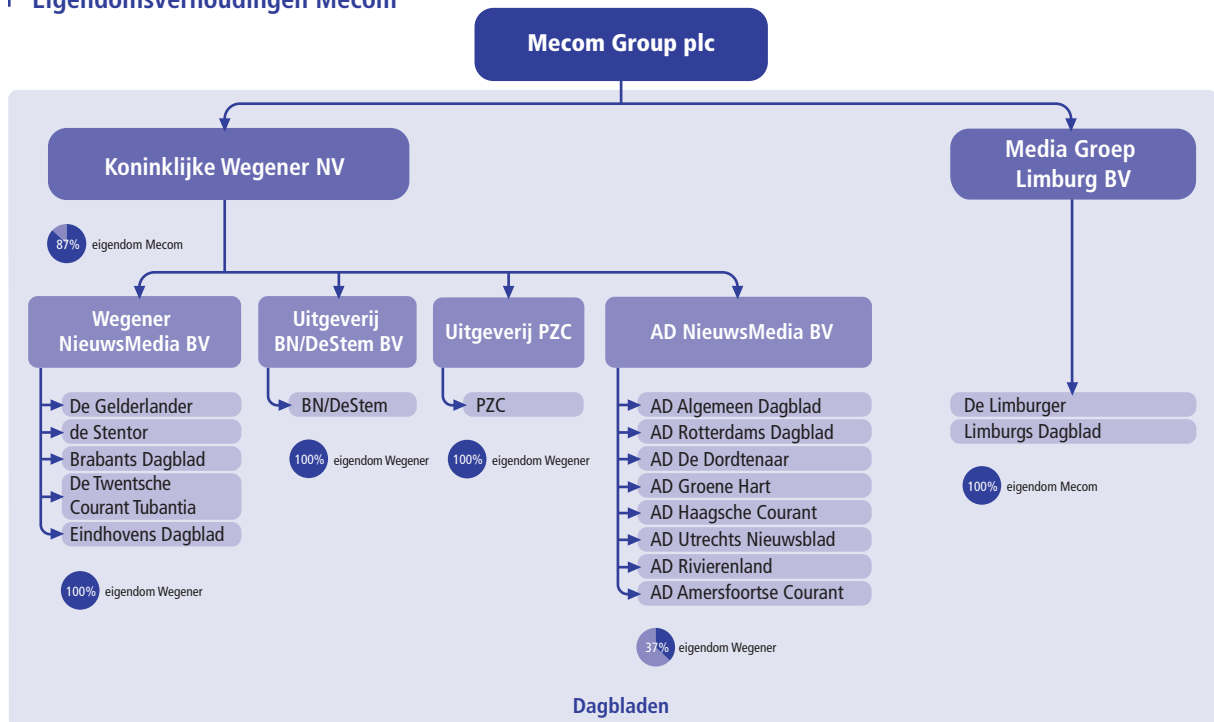 Eigendomsverhoudingen Mecom
Mecom Group plc
Koninklijke Wegener NV
Media Groep
Limburg BV
87% eigendom Mecom
Wegener
NieuwsMedia BV
Uitgeverij
BN/DeStem BV
Uitgeverij PZC
AD NieuwsMedia BV
De Gelderlander
de Stentor
Brabants Dagblad
De Twentsche
Courant Tubantia
Eindhovens Dagblad
100% eigendom Wegener
BN/DeStem
100% eigendom Wegener
PZC
100% eigendom Wegener
AD Algemeen Dagblad
AD Rotterdams Dagblad
AD De Dordtenaar
AD Groene Hart
AD Haagsche Courant
AD Utrechts Nieuwsblad
AD Rivierenland
AD Amersfoortse Courant
37% eigendom Wegener
De Limburger
Limburgs Dagblad
100% eigendom Mecom
Dagbladen